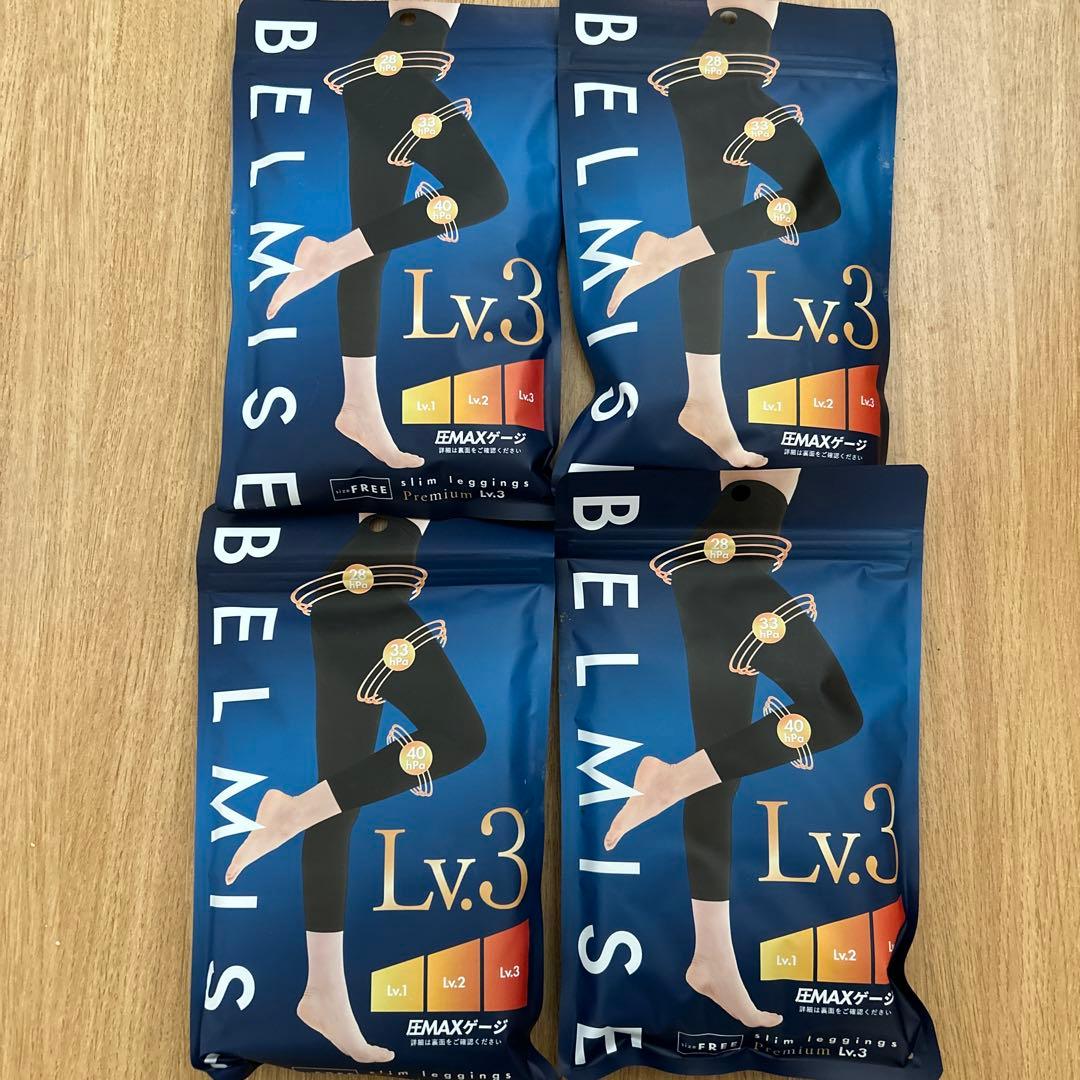 BELMISE
28
hPa
33
hPa
40
hPa
Lv.3
Lv.1
Lv.2
Lv.3
圧MAXゲージ
詳細は裏面をご確認ください
size FREE
slim leggings
Premium Lv.3
BELMISE
28
hPa
33
hPa
40
hPa
Lv.3
Lv.1
Lv.2
Lv.3
圧MAXゲージ
詳細は裏面をご確認ください
BELMIS
28
hPa
33
hPa
40
hPa
Lv.3
Lv.1
Lv.2
Lv.3
圧MAXゲージ
詳細は裏面をご確認ください
FREE
slim leggings
BELMISE
28
hPa
33
hPa
40
hPa
Lv.3
Lv.1
Lv.2
圧MAXゲージ
詳細は裏面をご確認ください
size FREE
slim leggings
Premium Lv.3